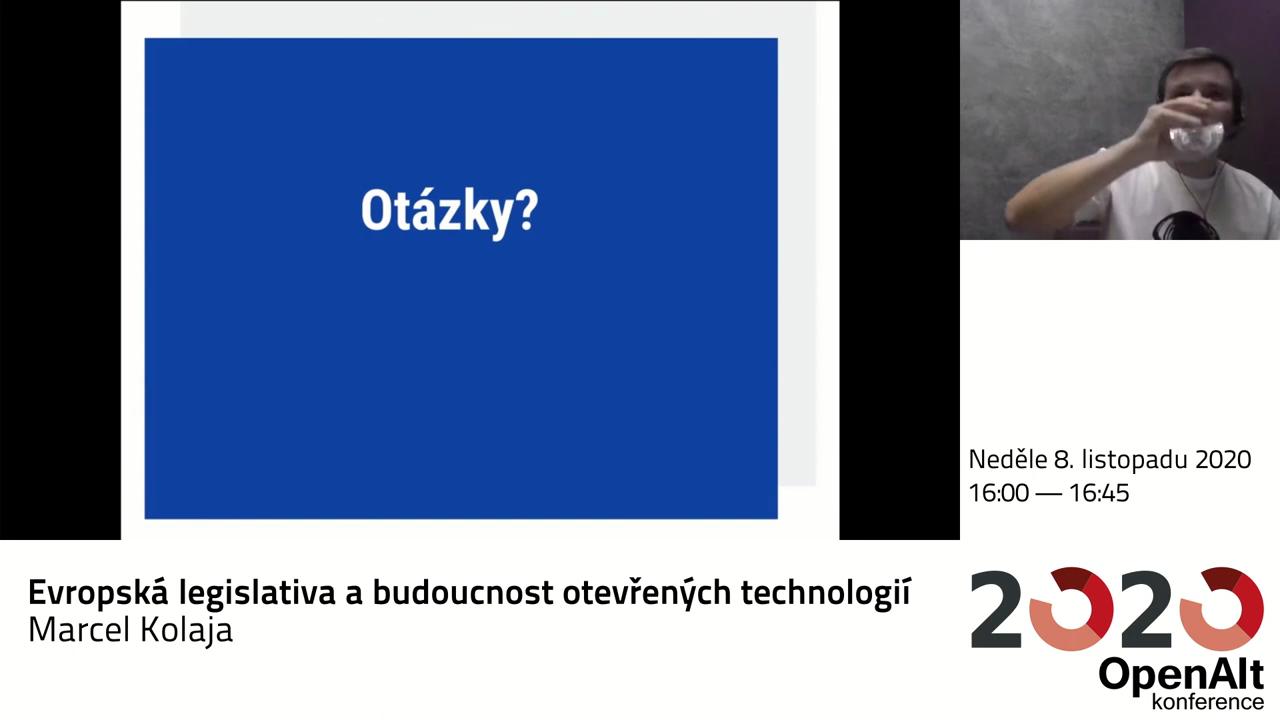 Otázky?
Neděle 8. listopadu 2020
16:00 — 16:45
Evropská legislativa a budoucnost otevřených technologií
Marcel Kolaja
2020
OpenAlt
konference